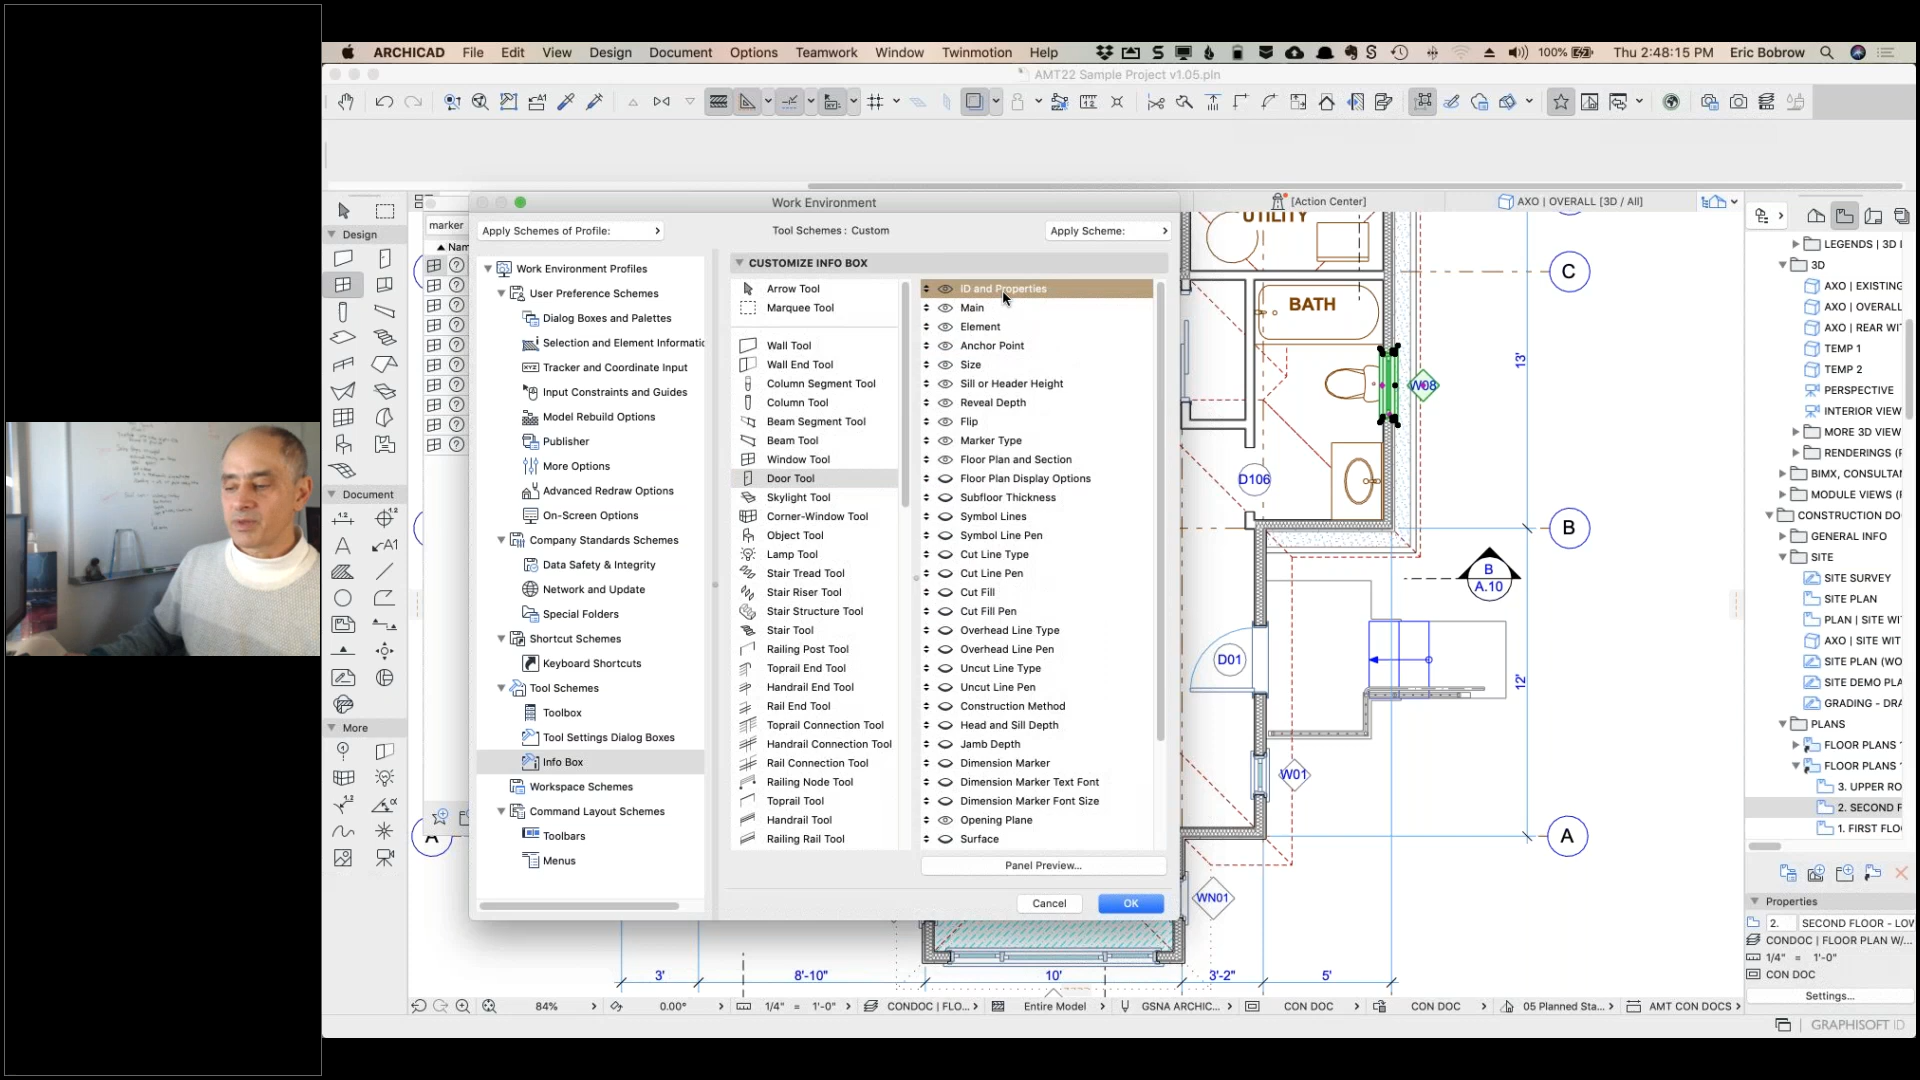 ARCHICAD File Edit View Design Document Options Teamwork Window Twinmotion Help 100% Thu 2:48:15 PM Eric Bobrow
AMT22 Sample Project v1.05.pln
Work Environment
[Action Center]
AXO | OVERALL [3D / All]
Apply Schemes of Profile:
Tool Schemes : Custom
Apply Scheme:
marker
Design
Document
More
Work Environment Profiles
User Preference Schemes
Dialog Boxes and Palettes
Selection and Element Informatic
Tracker and Coordinate Input
Input Constraints and Guides
Model Rebuild Options
Publisher
More Options
Advanced Redraw Options
On-Screen Options
Company Standards Schemes
Data Safety & Integrity
Network and Update
Special Folders
Shortcut Schemes
Keyboard Shortcuts
Tool Schemes
Toolbox
Tool Settings Dialog Boxes
Info Box
Workspace Schemes
Command Layout Schemes
Toolbars
Menus
CUSTOMIZE INFO BOX
Arrow Tool
Marquee Tool
Wall Tool
Wall End Tool
Column Segment Tool
Column Tool
Beam Segment Tool
Beam Tool
Window Tool
Door Tool
Skylight Tool
Corner-Window Tool
Object Tool
Lamp Tool
Stair Tread Tool
Stair Riser Tool
Stair Structure Tool
Stair Tool
Railing Post Tool
Toprail End Tool
Handrail End Tool
Rail End Tool
Toprail Connection Tool
Handrail Connection Tool
Rail Connection Tool
Railing Node Tool
Toprail Tool
Handrail Tool
Railing Rail Tool
ID and Properties
Main
Element
Anchor Point
Size
Sill or Header Height
Reveal Depth
Flip
Marker Type
Floor Plan and Section
Floor Plan Display Options
Subfloor Thickness
Symbol Lines
Symbol Line Pen
Cut Line Type
Cut Line Pen
Cut Fill
Cut Fill Pen
Overhead Line Type
Overhead Line Pen
Uncut Line Type
Uncut Line Pen
Construction Method
Head and Sill Depth
Jamb Depth
Dimension Marker
Dimension Marker Text Font
Dimension Marker Font Size
Opening Plane
Surface
Panel Preview...
Cancel
OK
UTILITY
BATH
W08
D106
D01
W01
WN01
C
B
A
A
B
A.10
13'
12'
3'
8'-10"
10'
3'-2"
5'
LEGENDS | 3D
3D
AXO | EXISTING
AXO | OVERALL
AXO | REAR WI
TEMP 1
TEMP 2
PERSPECTIVE
INTERIOR VIEW
MORE 3D VIEW
RENDERINGS (
BIMX, CONSULTAN
MODULE VIEWS (
CONSTRUCTION DO
GENERAL INFO
SITE
SITE SURVEY
SITE PLAN
PLAN | SITE WI
AXO | SITE WIT
SITE PLAN (WO
SITE DEMO PLA
GRADING - DRA
PLANS
FLOOR PLANS
FLOOR PLANS
3. UPPER RO
2. SECOND F
1. FIRST FLO
Properties
2. SECOND FLOOR - LOW
CONDOC | FLOOR PLAN W/...
1/4" = 1'-0"
CON DOC
Settings...
84% 0.00° 1/4" = 1'-0" CONDOC | FLO... Entire Model GSNA ARCHIC... CON DOC CON DOC 05 Planned Sta... AMT CON DOCS
GRAPHISOFT ID